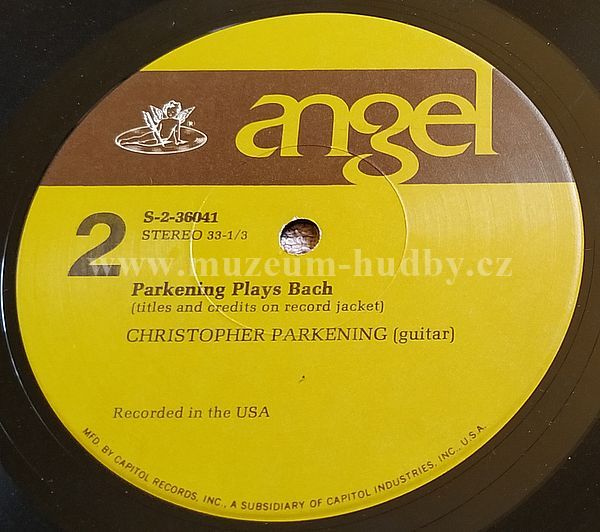 angel
S-2-36041
STEREO 33-1/3
2
www.muzeum-hudby.cz
Parkening Plays Bach
(titles and credits on record jacket)
CHRISTOPHER PARKENING (guitar)
Recorded in the USA
MFD. BY CAPITOL RECORDS, INC., A SUBSIDIARY OF CAPITOL INDUSTRIES, INC., U.S.A.